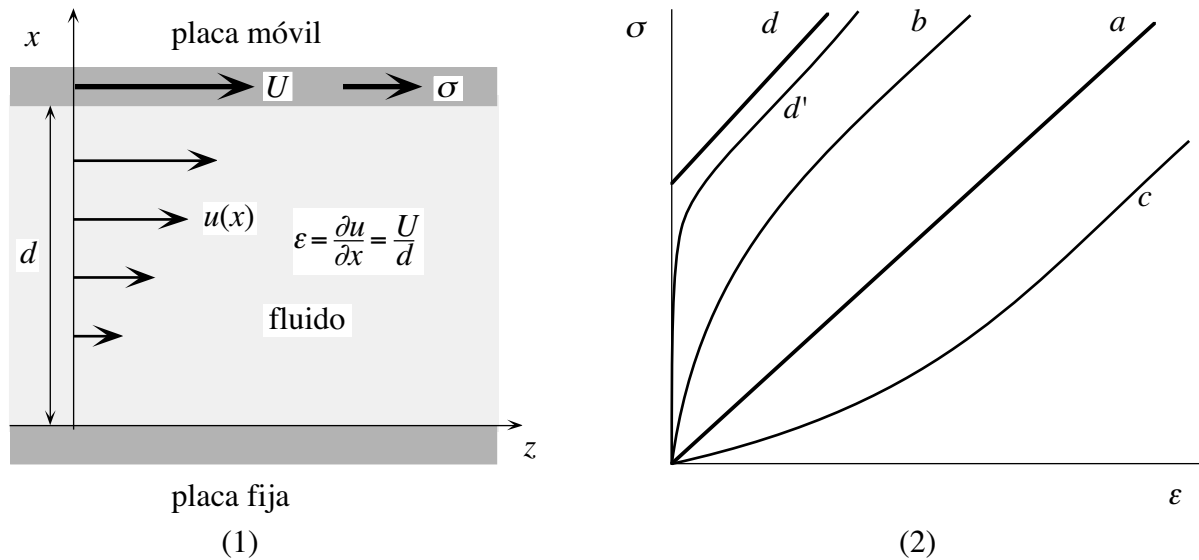 x
placa móvil
U
σ
u(x)
d
ε = ∂u/∂x = U/d
fluido
z
placa fija
(1)
σ
d
b
a
d'
c
ε
(2)